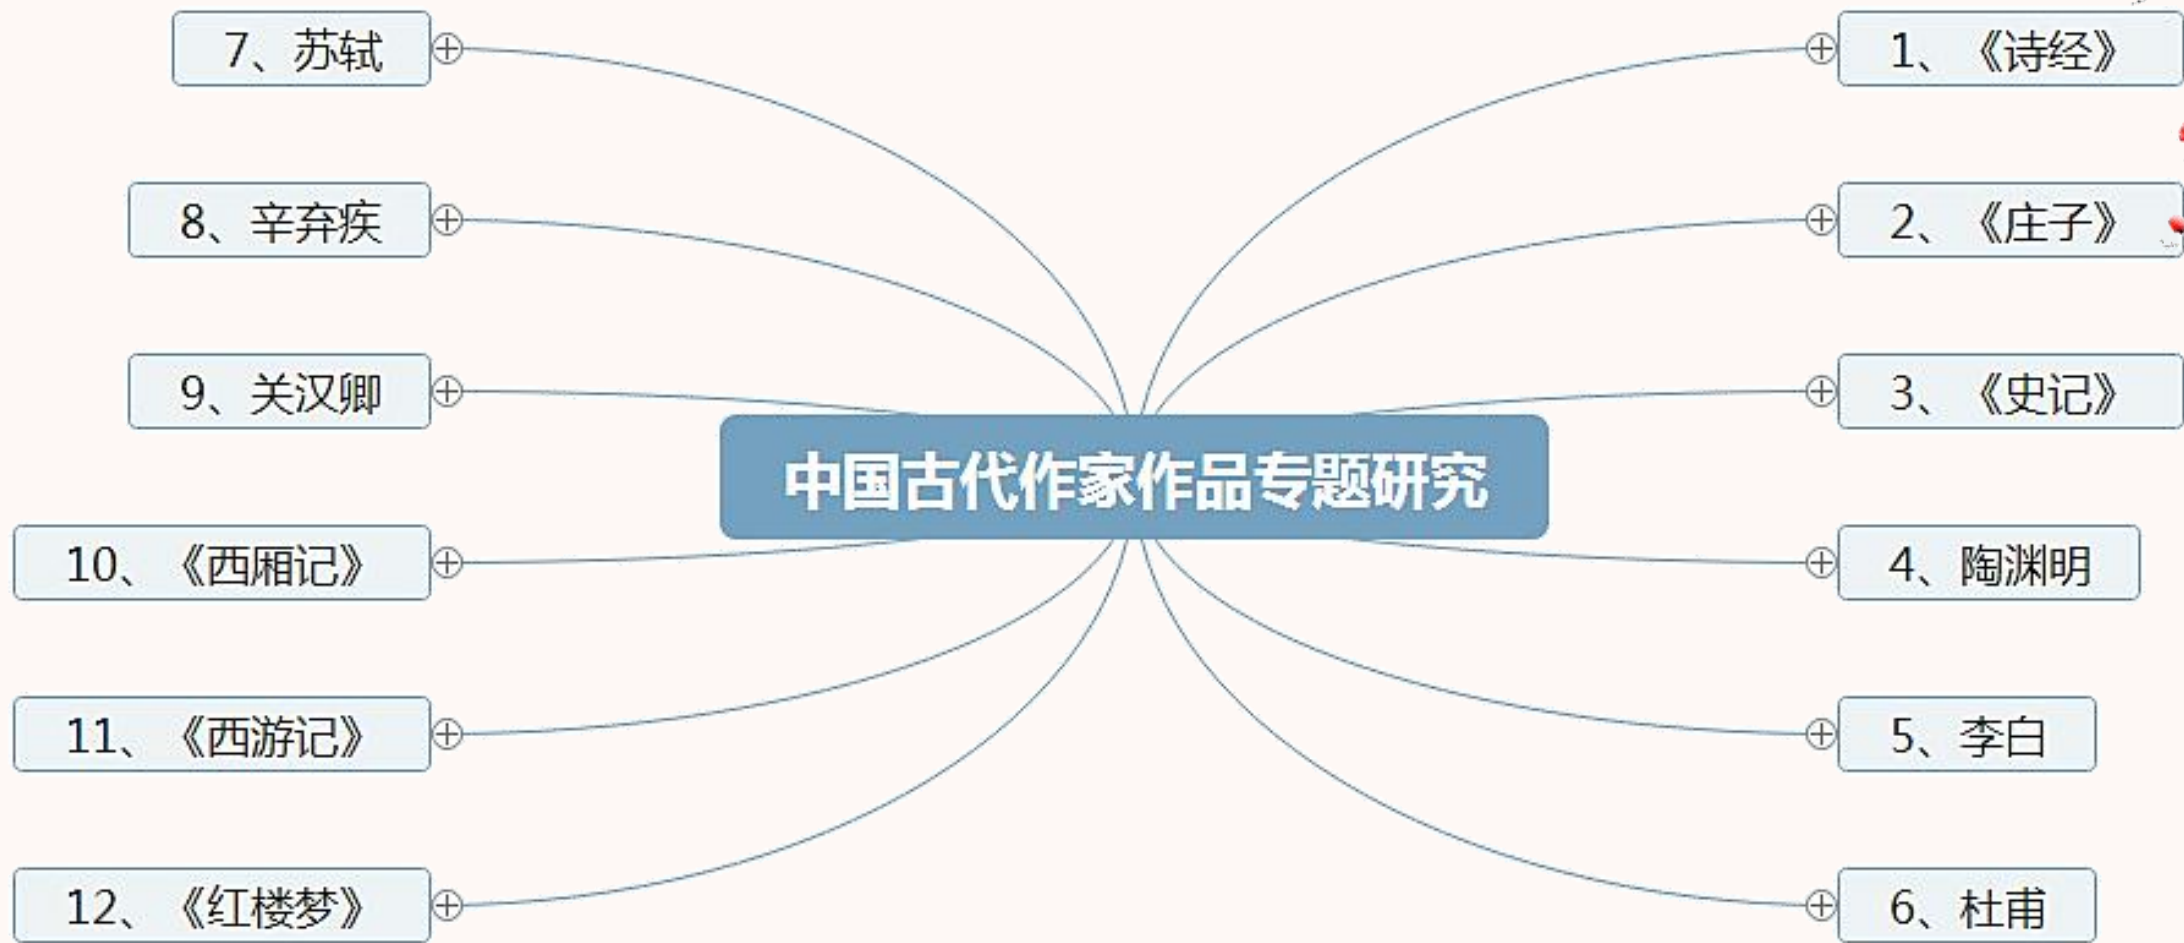 中国古代作家作品专题研究
1、《诗经》
2、《庄子》
3、《史记》
4、陶渊明
5、李白
6、杜甫
7、苏轼
8、辛弃疾
9、关汉卿
10、《西厢记》
11、《西游记》
12、《红楼梦》